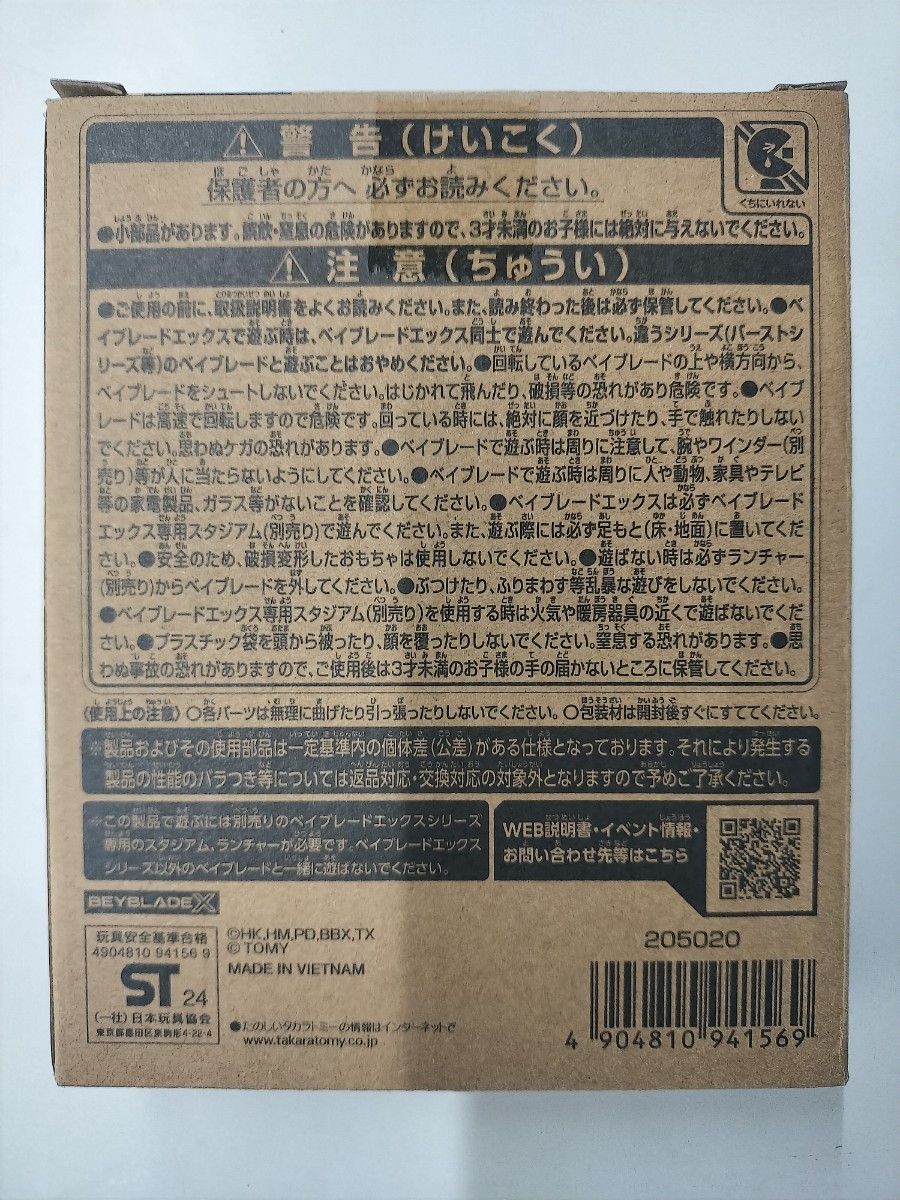 ⚠警告(けいこく)
保護者の方へ 必ずお読みください。
くちにいれない
●小部品があります。誤飲・窒息の危険がありますので、3才未満のお子様には絶対に与えないでください。
⚠注意(ちゅうい)
●ご使用の前に、取扱説明書をよくお読みください。また、読み終わった後は必ず保管してください。●ベ
イブレードエックスで遊ぶ時は、ベイブレードエックス同士で遊んでください。違うシリーズ(バーストシ
リーズ等)のベイブレードと遊ぶことはおやめください。●回転しているベイブレードの上や横方向から、
ベイブレードをシュートしないでください。はじかれて飛んだり、破損等の恐れがあり危険です。●ベイブ
レードは高速で回転しますので危険です。回っている時には、絶対に顔を近づけたり、手で触れたりしない
でください。思わぬケガの恐れがあります。●ベイブレードで遊ぶ時は周りに注意して、腕やワインダー(別
売り)等が人に当たらないようにしてください。●ベイブレードで遊ぶ時は周りに人や動物、家具やテレビ
等の家電製品、ガラス等がないことを確認してください。●ベイブレードエックスは必ずベイブレード
エックス専用スタジアム(別売り)で遊んでください。また、遊ぶ際には必ず足もと(床・地面)に置いてくだ
さい。●安全のため、破損変形したおもちゃは使用しないでください。●遊ばない時は必ずランチャー
(別売り)からベイブレードを外してください。●ぶつけたり、ふりまわす等乱暴な遊びをしないでください。
●ベイブレードエックス専用スタジアム(別売り)を使用する時は火気や暖房器具の近くで遊ばないでくだ
さい。●プラスチック袋を頭から被ったり、顔を覆ったりしないでください。窒息する恐れがあります。●思
わぬ事故の恐れがありますので、ご使用後は3才未満のお子様の手の届かないところに保管してください。
〈使用上の注意〉○各パーツは無理に曲げたり引っ張ったりしないでください。○包装材は開封後すぐにすててください。
※製品およびその使用部品は一定基準内の個体差(公差)がある仕様となっております。それにより発生する
製品の性能のバラつき等については返品対応・交換対応の対象外となりますので予めご了承ください。
※この製品で遊ぶには別売りのベイブレードエックスシリーズ
専用のスタジアム、ランチャーが必要です。ベイブレードエックス
シリーズ以外のベイブレードと一緒に遊ばないでください。
WEB説明書・イベント情報・
お問い合わせ先等はこちら
BEYBLADE X
玩具安全基準合格
4904810 94156 9
ST 24
(一社)日本玩具協会
東京都墨田区東駒形4-22-4
©HK,HM,PD,BBX,TX
© TOMY
MADE IN VIETNAM
●たのしいタカラトミーの情報はインターネットで
www.takaratomy.co.jp
205020
4 904810 941569